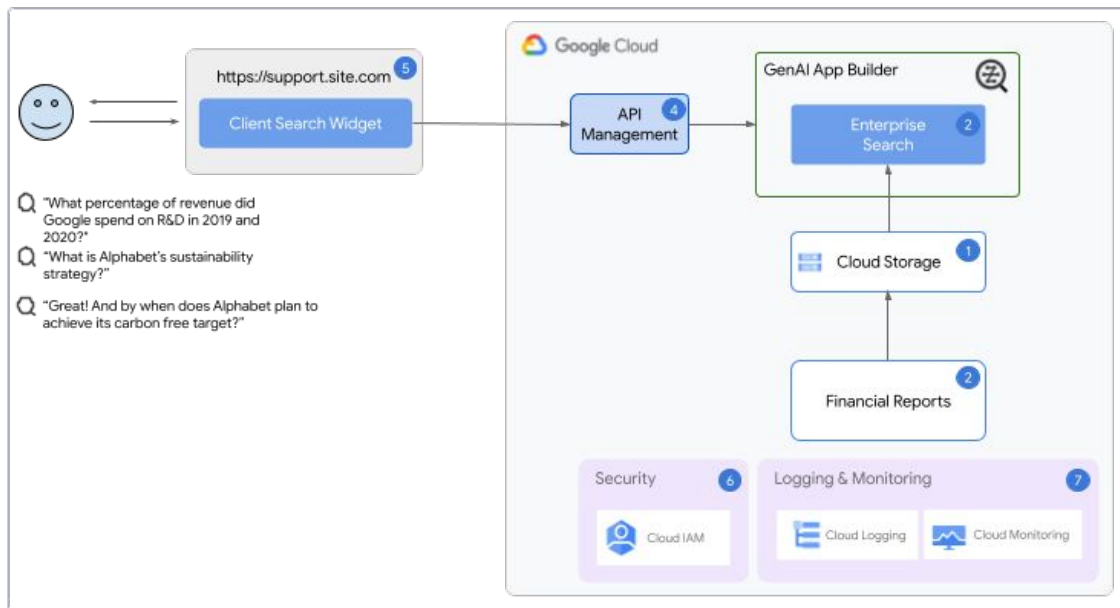 Google Cloud
https://support.site.com
5
Client Search Widget
API
Management
4
GenAI App Builder
Enterprise
Search
2
"What percentage of revenue did
Google spend on R&D in 2019 and
2020?"
“What is Alphabet’s sustainability
strategy?”
“Great! And by when does Alphabet plan to
achieve its carbon free target?”
Cloud Storage
1
Financial Reports
2
Security
6
Cloud IAM
Logging & Monitoring
7
Cloud Logging
Cloud Monitoring